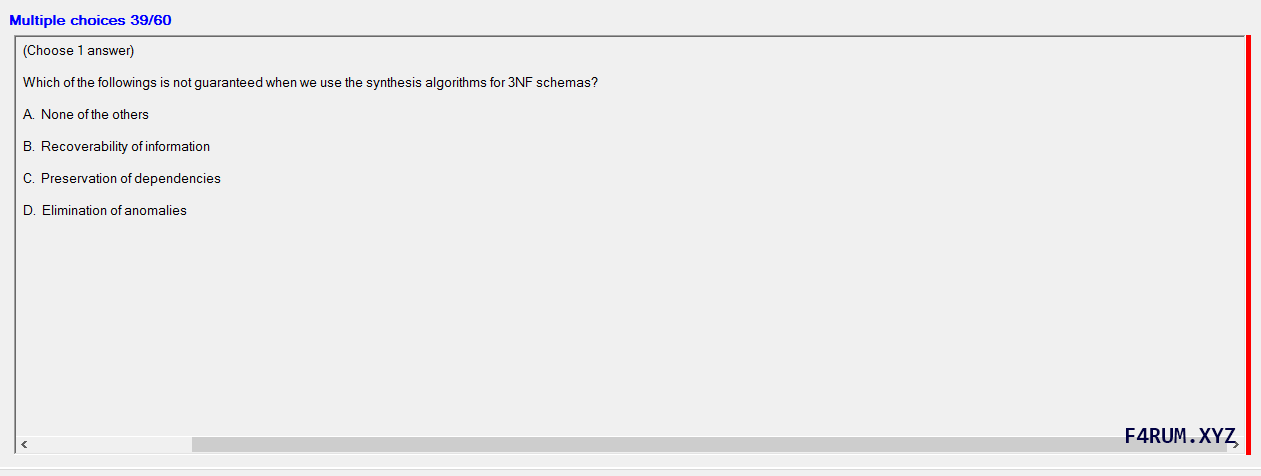 Multiple choices 39/60
(Choose 1 answer)
Which of the followings is not guaranteed when we use the synthesis algorithms for 3NF schemas?
A. None of the others
B. Recoverability of information
C. Preservation of dependencies
D. Elimination of anomalies
F4RUM.XYZ